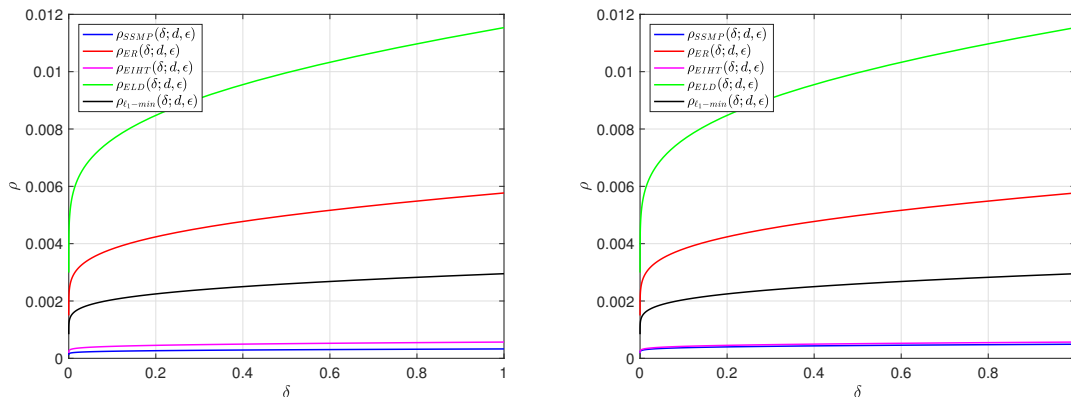 0.012
0.01
0.008
0.006
0.004
0.002
0
ρ
ρ_{SSMP}(δ; d, ϵ)
ρ_{ER}(δ; d, ϵ)
ρ_{EIHT}(δ; d, ϵ)
ρ_{ELD}(δ; d, ϵ)
ρ_{ℓ_1-min}(δ; d, ϵ)
0 0.2 0.4 0.6 0.8 1
δ
0.012
0.01
0.008
0.006
0.004
0.002
0
ρ
ρ_{SSMP}(δ; d, ϵ)
ρ_{ER}(δ; d, ϵ)
ρ_{EIHT}(δ; d, ϵ)
ρ_{ELD}(δ; d, ϵ)
ρ_{ℓ_1-min}(δ; d, ϵ)
0 0.2 0.4 0.6 0.8
δ